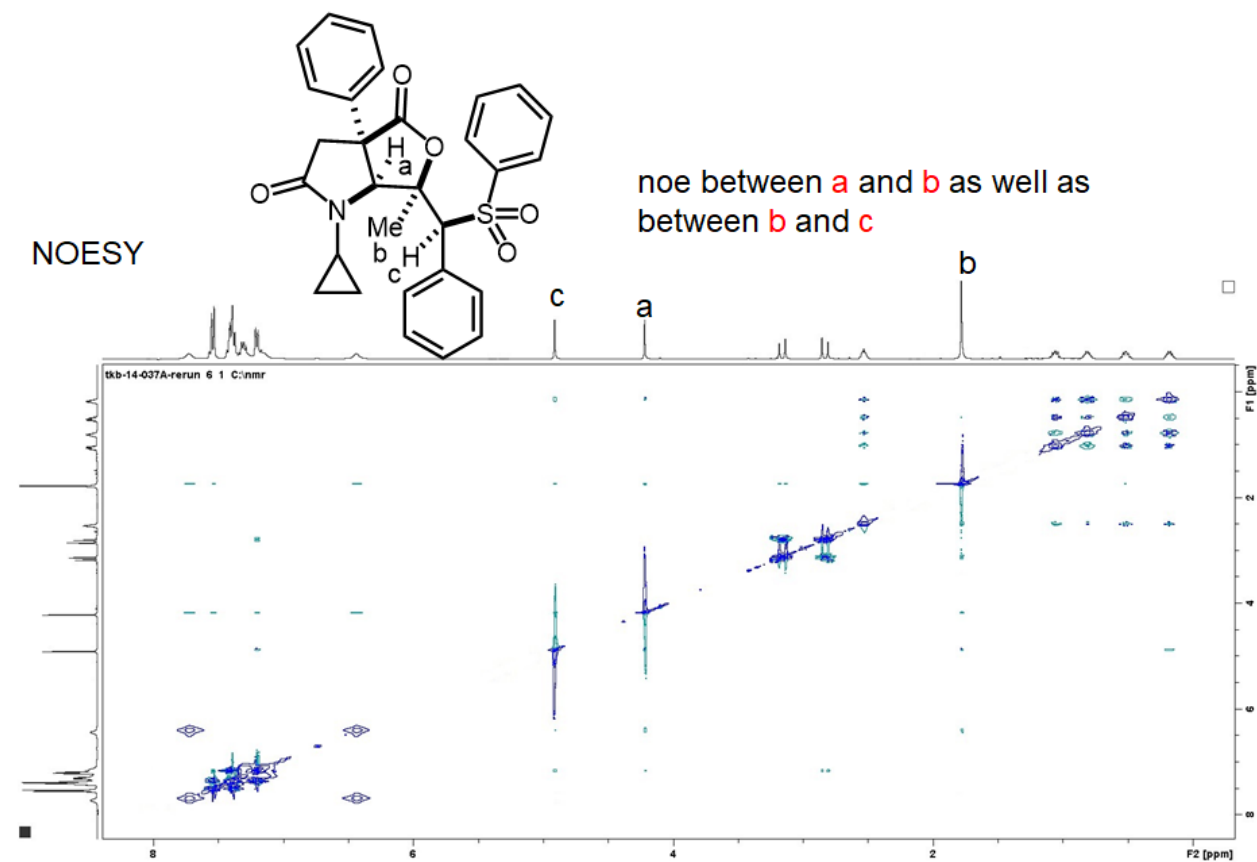 O
H
O
a
O
N
Me
b
H
c
S
O
O
noe between a and b as well as
between b and c
NOESY
c
a
b
tkb-14-037A-rerun 6 1 C:\nmr
F1 [ppm]
2
4
6
8
8
6
4
2
F2 [ppm]